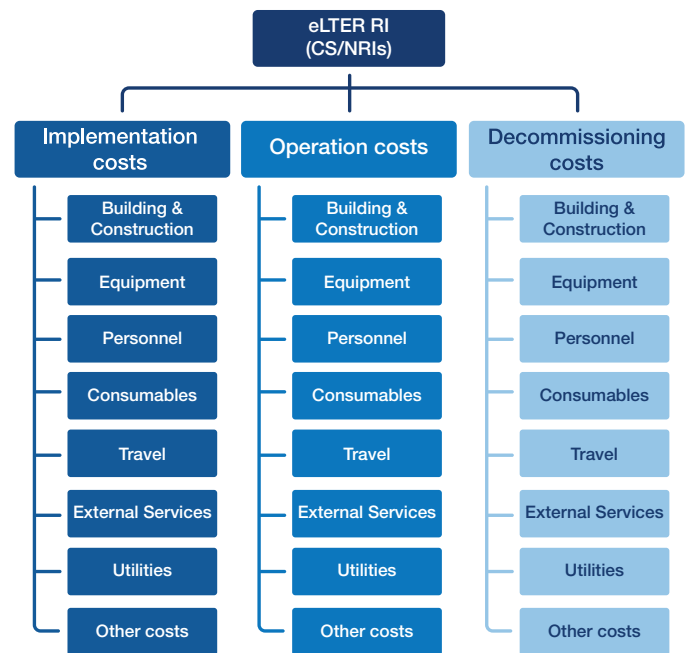 eLTER RI
(CS/NRIs)
Implementation
costs
Building &
Construction
Equipment
Personnel
Consumables
Travel
External Services
Utilities
Other costs
Operation costs
Building &
Construction
Equipment
Personnel
Consumables
Travel
External Services
Utilities
Other costs
Decommissioning
costs
Building &
Construction
Equipment
Personnel
Consumables
Travel
External Services
Utilities
Other costs